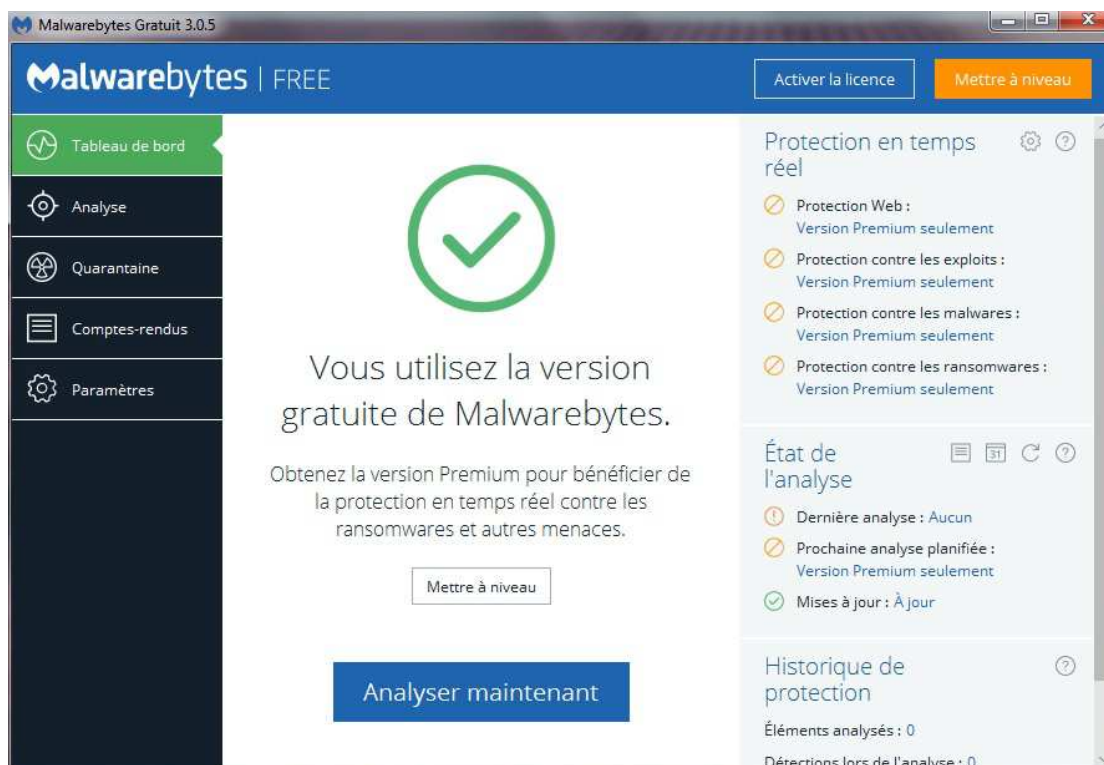 Malwarebytes Gratuit 3.0.5
Malwarebytes | FREE
Activer la licence
Mettre à niveau
Tableau de bord
Analyse
Quarantaine
Comptes-rendus
Paramètres
Vous utilisez la version
gratuite de Malwarebytes.
Obtenez la version Premium pour bénéficier de
la protection en temps réel contre les
ransomwares et autres menaces.
Mettre à niveau
Analyser maintenant
Protection en temps
réel
Protection Web :
Version Premium seulement
Protection contre les exploits :
Version Premium seulement
Protection contre les malwares :
Version Premium seulement
Protection contre les ransomwares :
Version Premium seulement
État de
l'analyse
31
Dernière analyse : Aucun
Prochaine analyse planifiée :
Version Premium seulement
Mises à jour : À jour
Historique de
protection
Éléments analysés : 0
Détections lors de l'analyse : 0